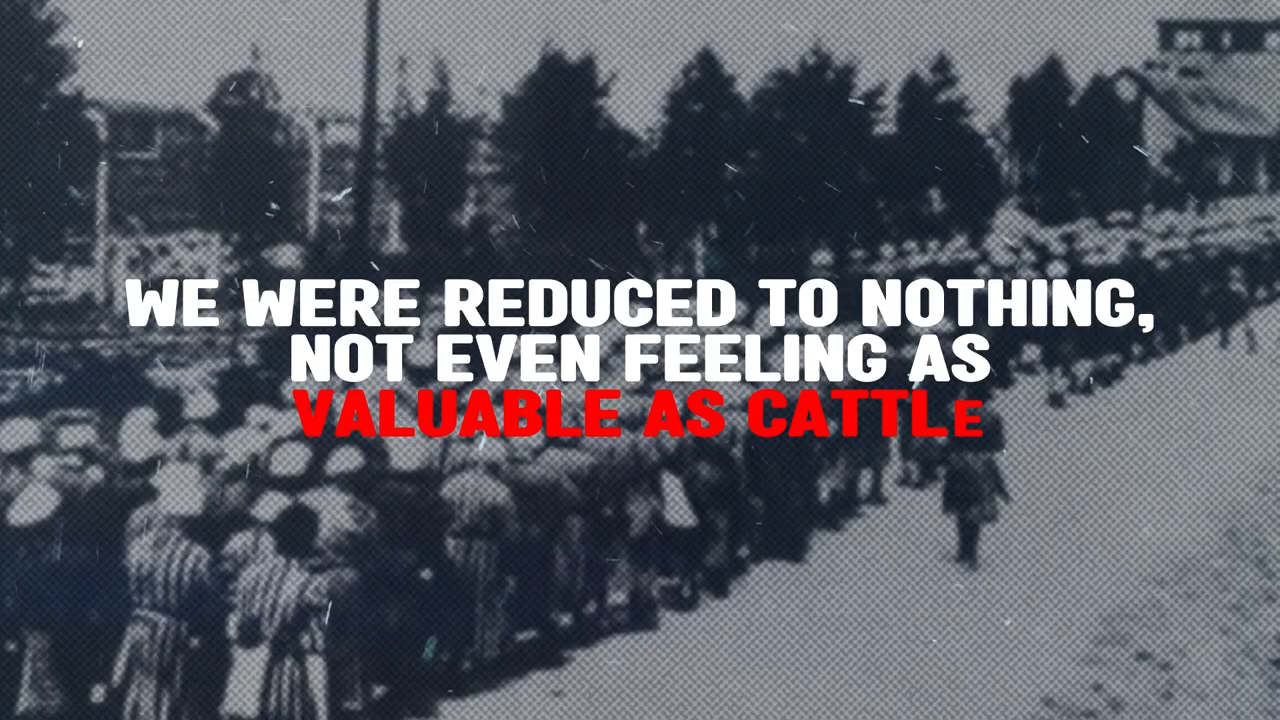 WE WERE REDUCED TO NOTHING,
NOT EVEN FEELING AS
VALUABLE AS CATTLE